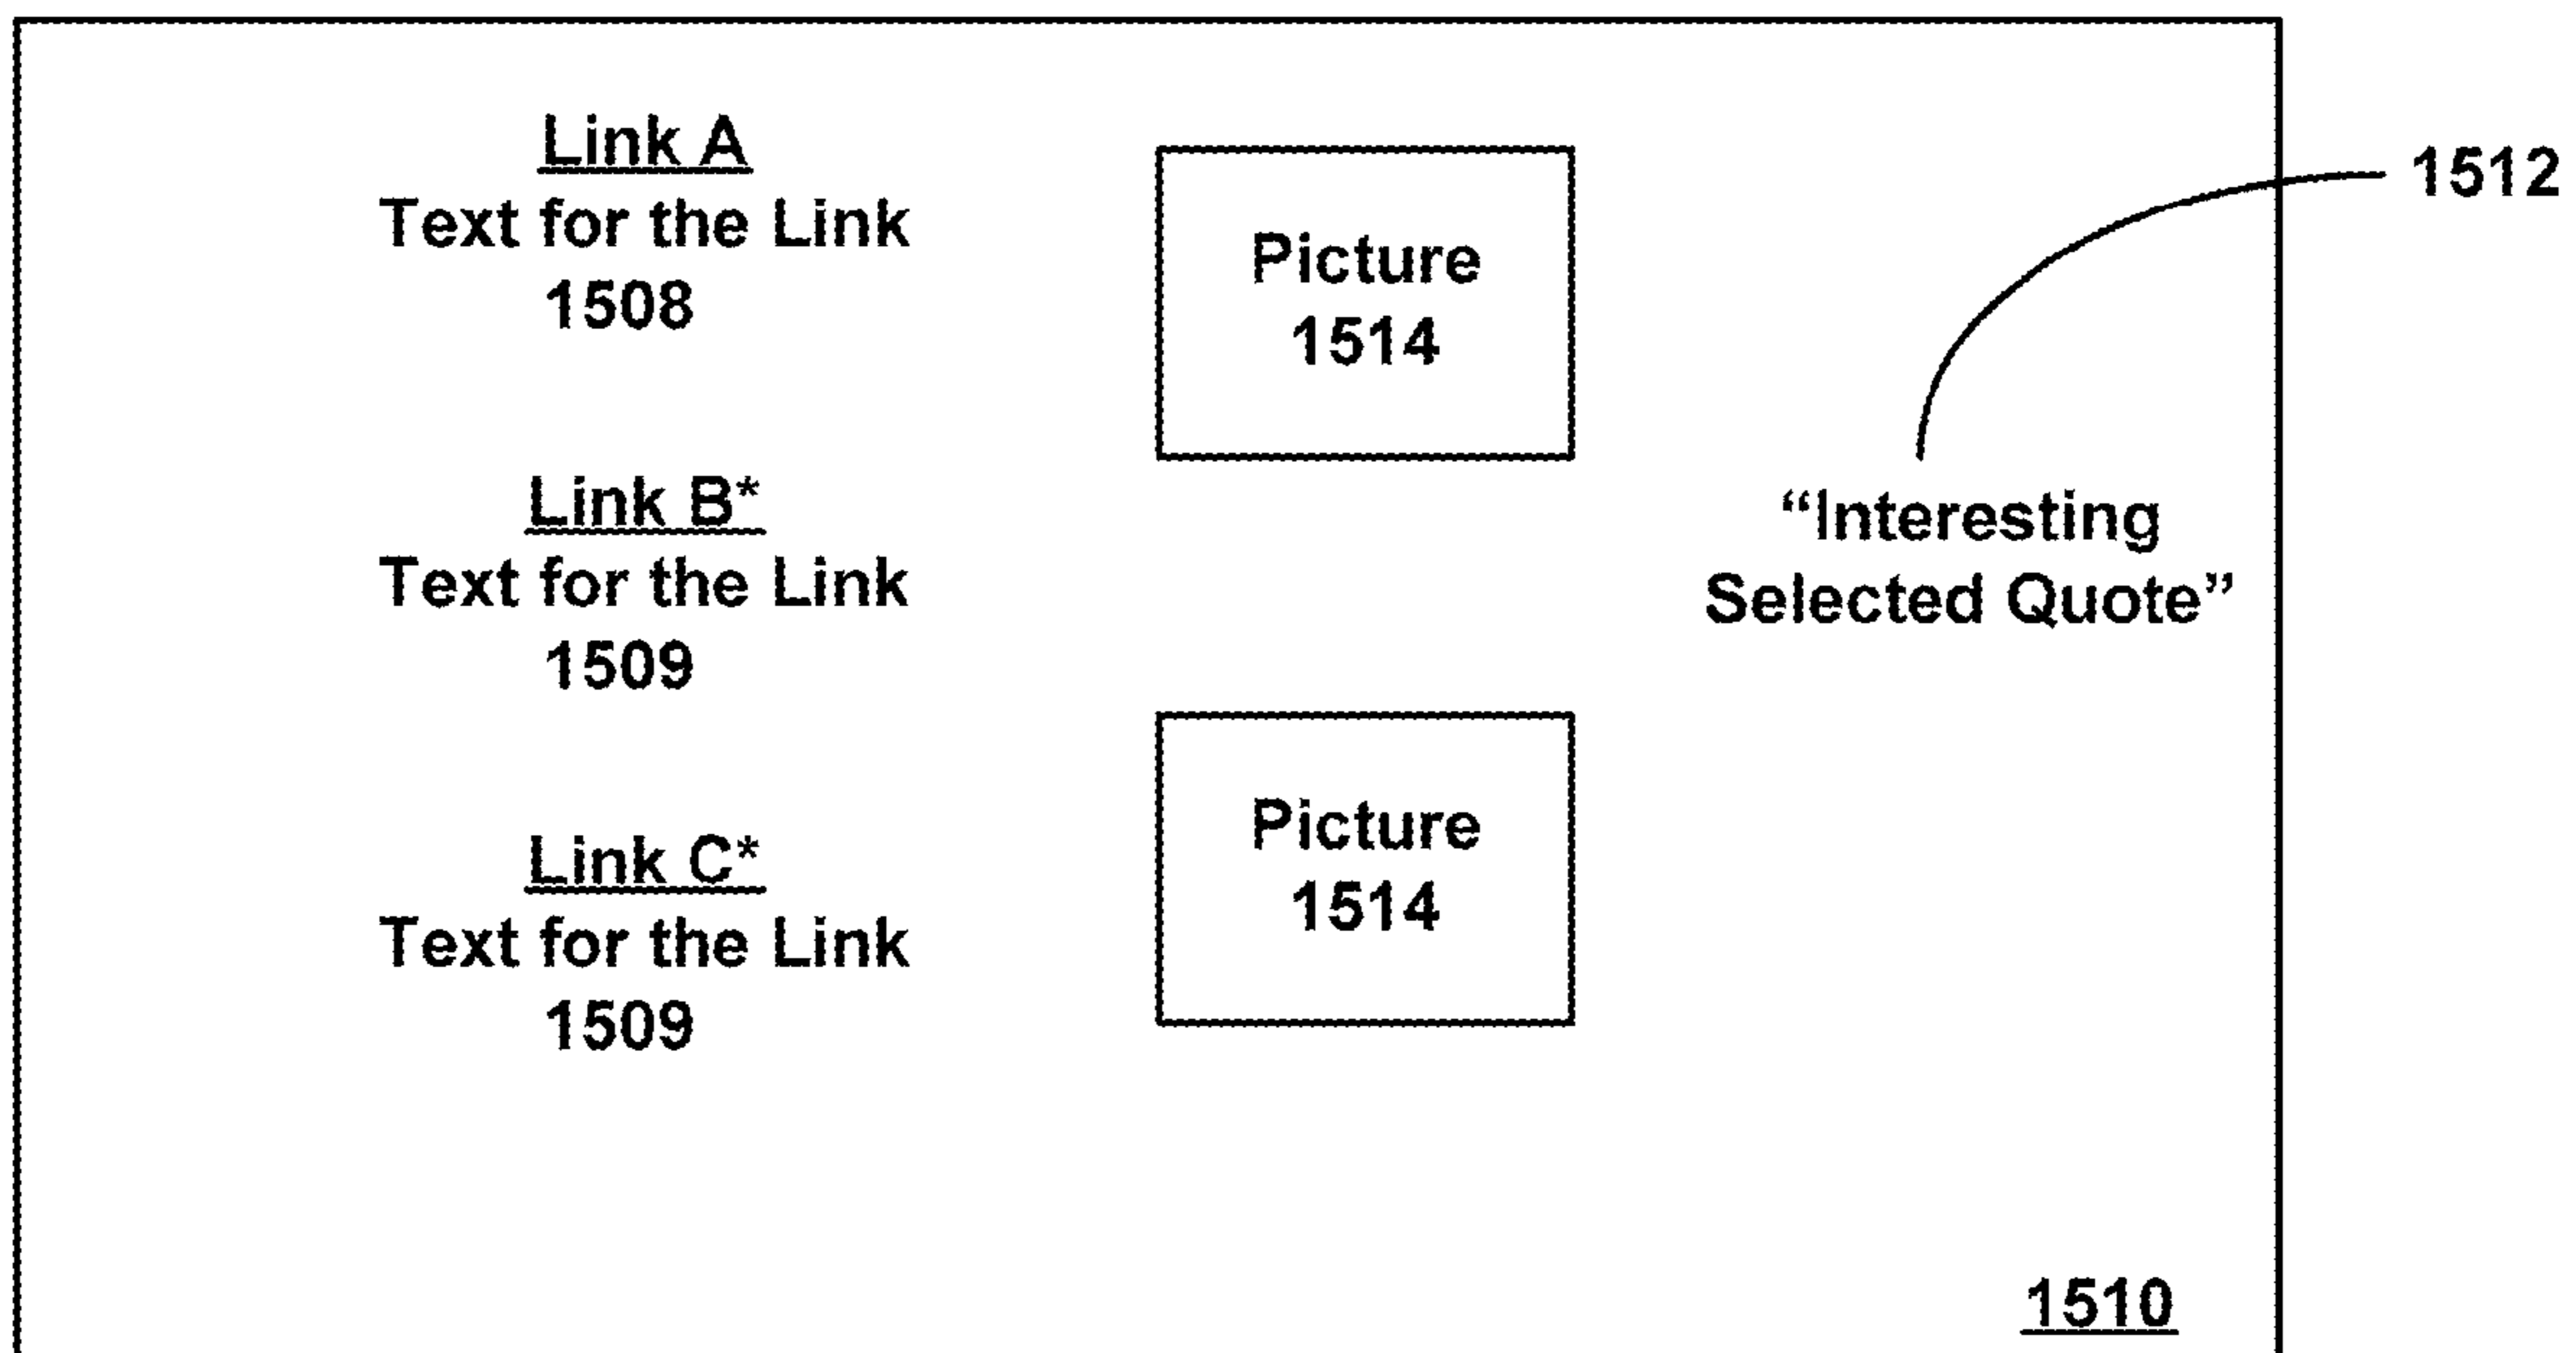 Link A
Text for the Link
1508
Link B*
Text for the Link
1509
Link C*
Text for the Link
1509
Picture
1514
Picture
1514
1512
“Interesting
Selected Quote”
1510